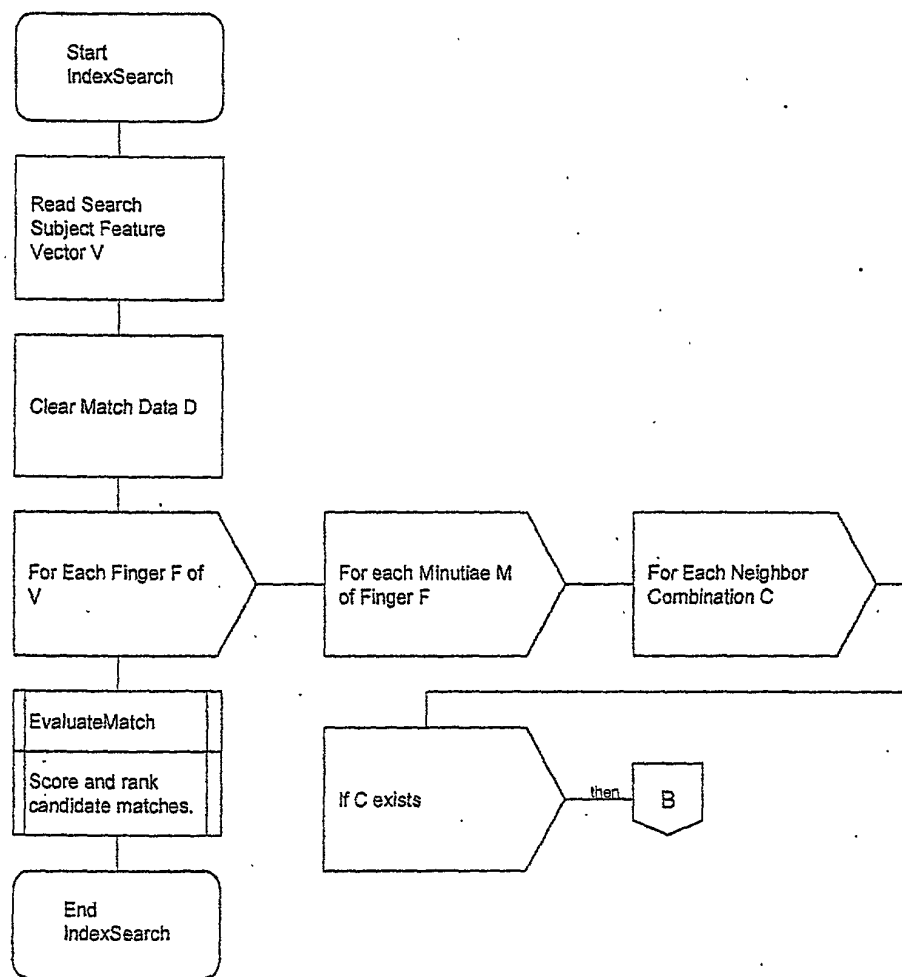 Start
IndexSearch
Read Search
Subject Feature
Vector V
Clear Match Data D
For Each Finger F of
V
For each Minutiae M
of Finger F
For Each Neighbor
Combination C
EvaluateMatch
Score and rank
candidate matches.
If C exists
then
B
End
IndexSearch